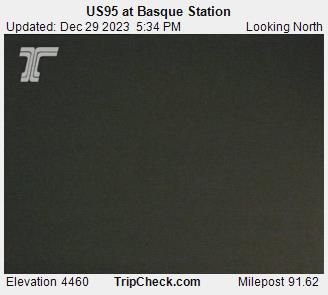 US95 at Basque Station
Updated: Dec 29 2023 5:34 PM Looking North
Elevation 4460 TripCheck.com Milepost 91.62